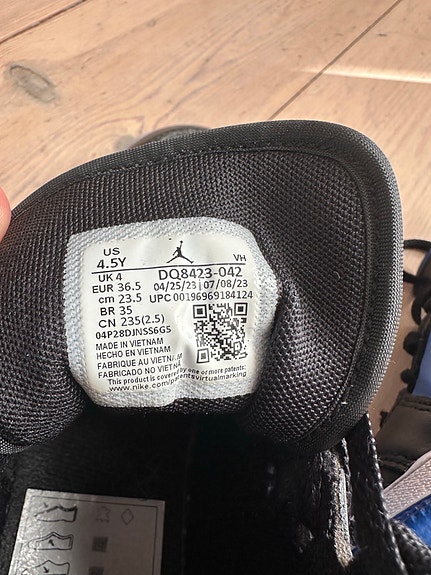 US
4.5Y
VH
UK 4
DQ8423-042
EUR 36.5
04/25/23 | 07/08/23
cm 23.5
UPC 00196969184124
BR 35
CN 235(2.5)
04P28DJNSS6G5
MADE IN VIETNAM
HECHO EN VIETNAM
FABRIQUE AU VIETNAM
FABRICADO NO VIETNAM
This product is covered by one or more patents:
www.nike.com/patentsvirtualmarking